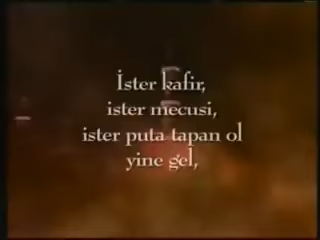 İster kafir,
ister mecusi,
ister puta tapan ol
yine gel,